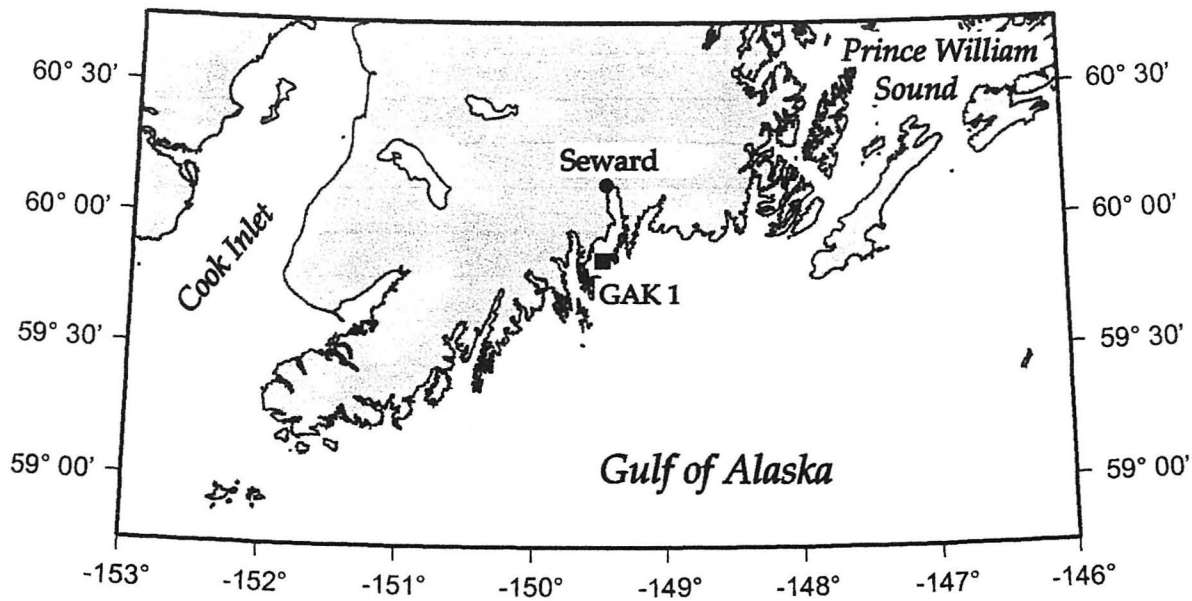 Prince William
Sound
60° 30'
60° 30'
Seward
60° 00'
60° 00'
Cook Inlet
GAK 1
59° 30'
59° 30'
Gulf of Alaska
59° 00'
59° 00'
-153°
-152°
-151°
-150°
-149°
-148°
-147°
-146°